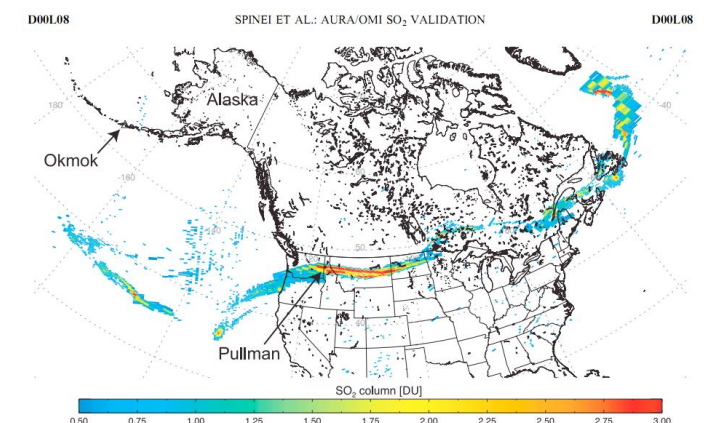 D00L08 SPINEI ET AL.: AURA/OMI SO₂ VALIDATION D00L08
Alaska
180
-40
Okmok
-160
50
Pullman
SO₂ column [DU]
0.50 0.75 1.00 1.25 1.50 1.75 2.00 2.25 2.50 2.75 3.00